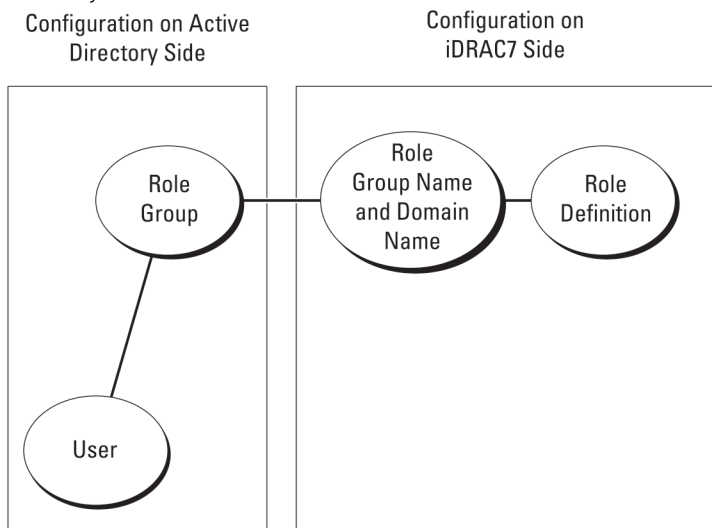 Configuration on Active
Directory Side
Configuration on
iDRAC7 Side
Role
Group
Role
Group Name
and Domain
Name
Role
Definition
User